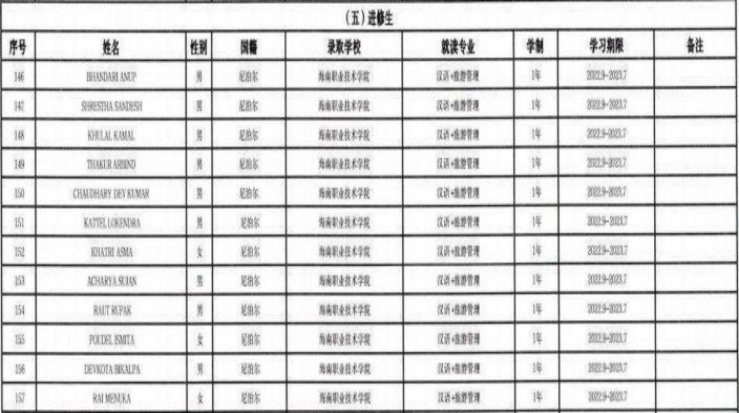 （五）进修生
序号 姓名 性别 国籍 录取学校 就读专业 学制 学习期限 备注
146 BHANDARI ANUP 男 尼泊尔 海南职业技术学院 汉语+旅游管理 1年 2022.9-2023.7
147 SHRESTHA SANDESH 男 尼泊尔 海南职业技术学院 汉语+旅游管理 1年 2022.9-2023.7
148 KHULAL KAMAL 男 尼泊尔 海南职业技术学院 汉语+旅游管理 1年 2022.9-2023.7
149 THAKUR ARBIND 男 尼泊尔 海南职业技术学院 汉语+旅游管理 1年 2022.9-2023.7
150 CHAUDHARY DEV KUMAR 男 尼泊尔 海南职业技术学院 汉语+旅游管理 1年 2022.9-2023.7
151 KATTEL LOKENDRA 男 尼泊尔 海南职业技术学院 汉语+旅游管理 1年 2022.9-2023.7
152 KHATRI ASMA 女 尼泊尔 海南职业技术学院 汉语+旅游管理 1年 2022.9-2023.7
153 ACHARYA SUJAN 男 尼泊尔 海南职业技术学院 汉语+旅游管理 1年 2022.9-2023.7
154 RAUT RUPAK 男 尼泊尔 海南职业技术学院 汉语+旅游管理 1年 2022.9-2023.7
155 POUDEL ISMITA 女 尼泊尔 海南职业技术学院 汉语+旅游管理 1年 2022.9-2023.7
156 DEVKOTA BIKALPA 男 尼泊尔 海南职业技术学院 汉语+旅游管理 1年 2022.9-2023.7
157 RAI MENUKA 女 尼泊尔 海南职业技术学院 汉语+旅游管理 1年 2022.9-2023.7